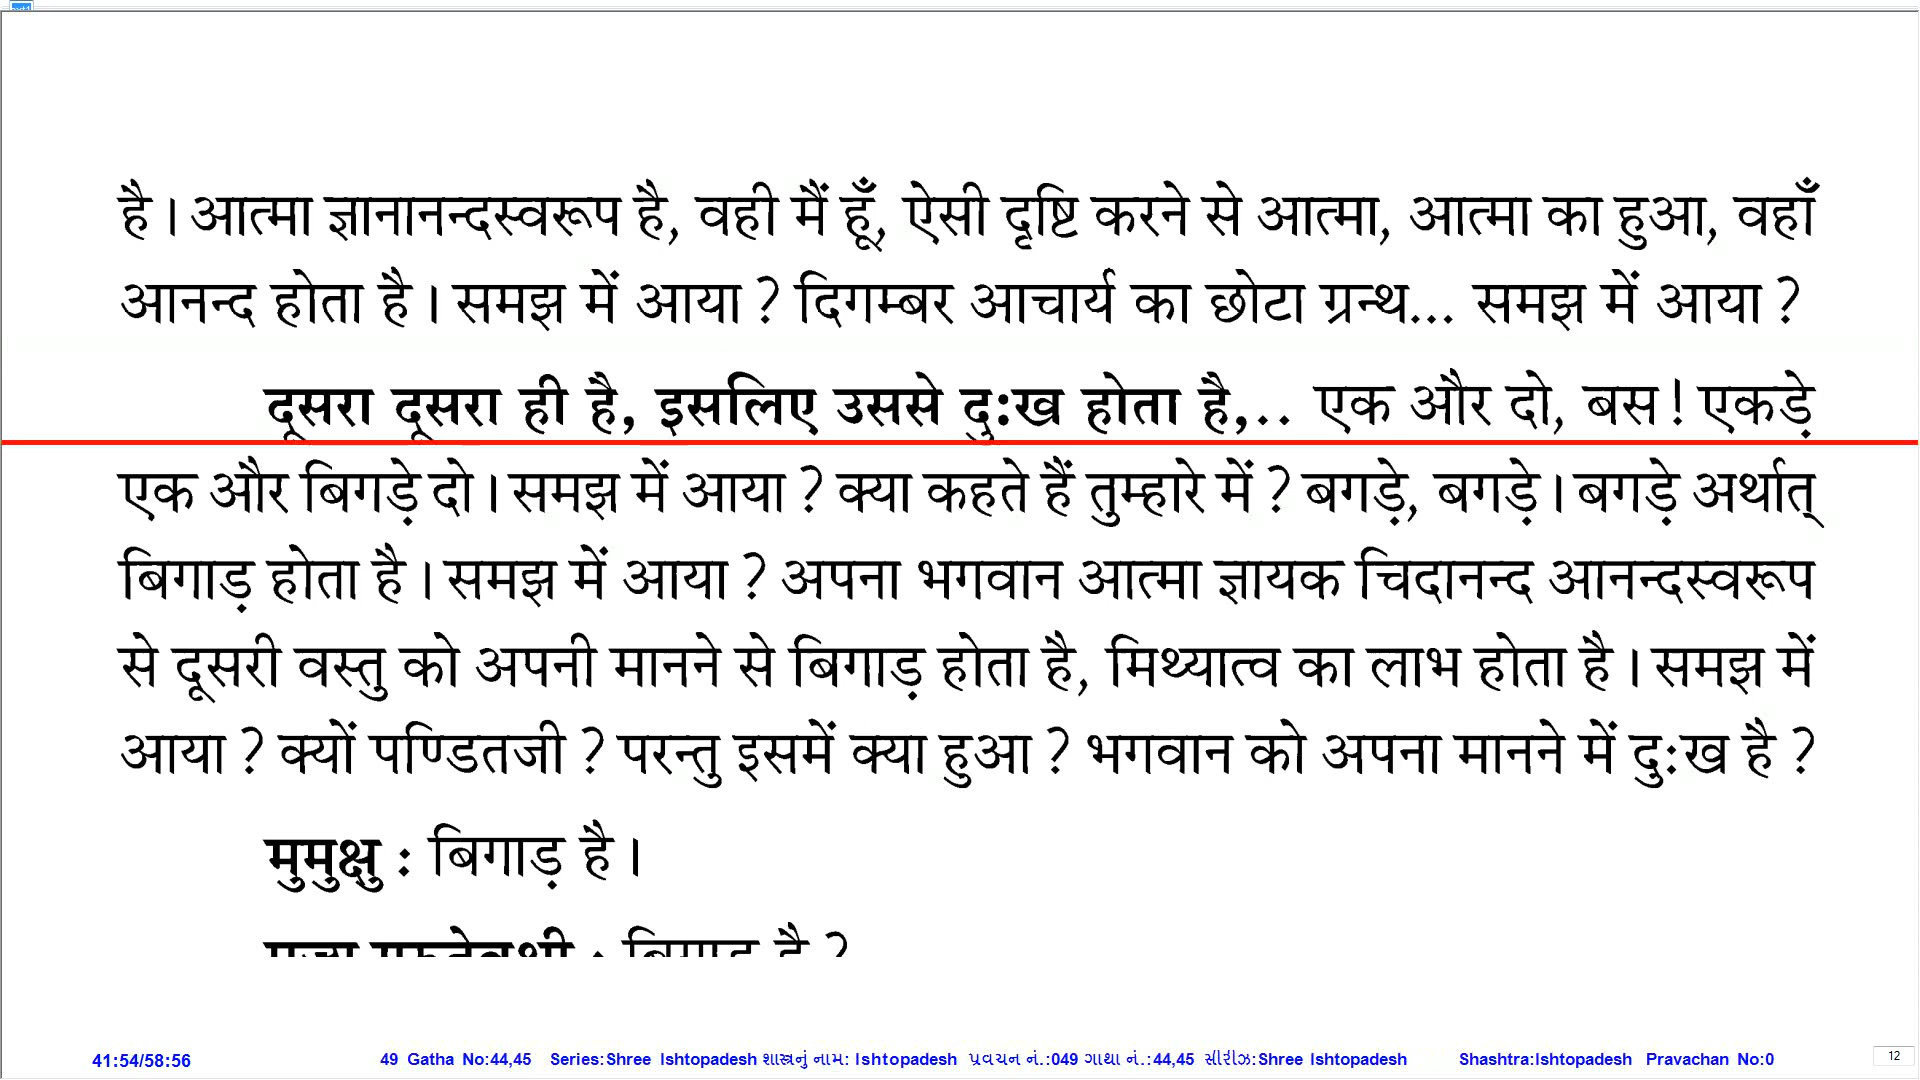 है। आत्मा ज्ञानानन्दस्वरूप है, वही मैं हूँ, ऐसी दृष्टि करने से आत्मा, आत्मा का हुआ, वहाँ
आनन्द होता है। समझ में आया ? दिगम्बर आचार्य का छोटा ग्रन्थ... समझ में आया ?
दूसरा दूसरा ही है, इसलिए उससे दुःख होता है,.. एक और दो, बस! एकड़े
एक और बिगड़े दो। समझ में आया ? क्या कहते हैं तुम्हारे में ? बगड़े, बगड़े। बगड़े अर्थात्
बिगाड़ होता है। समझ में आया ? अपना भगवान आत्मा ज्ञायक चिदानन्द आनन्दस्वरूप
से दूसरी वस्तु को अपनी मानने से बिगाड़ होता है, मिथ्यात्व का लाभ होता है। समझ में
आया ? क्यों पण्डितजी ? परन्तु इसमें क्या हुआ ? भगवान को अपना मानने में दुःख है ?
मुमुक्षु : बिगाड़ है।
पूज्य गुरुदेवश्री : बिगाड़ है ?
41:54/58:56 49 Gatha No:44,45 Series:Shree Ishtopadesh શાસ્ત્રનું નામ: Ishtopadesh પ્રવચન નં.:049 ગાથા નં.:44,45 સીરીઝ:Shree Ishtopadesh Shashtra:Ishtopadesh Pravachan No:0 12